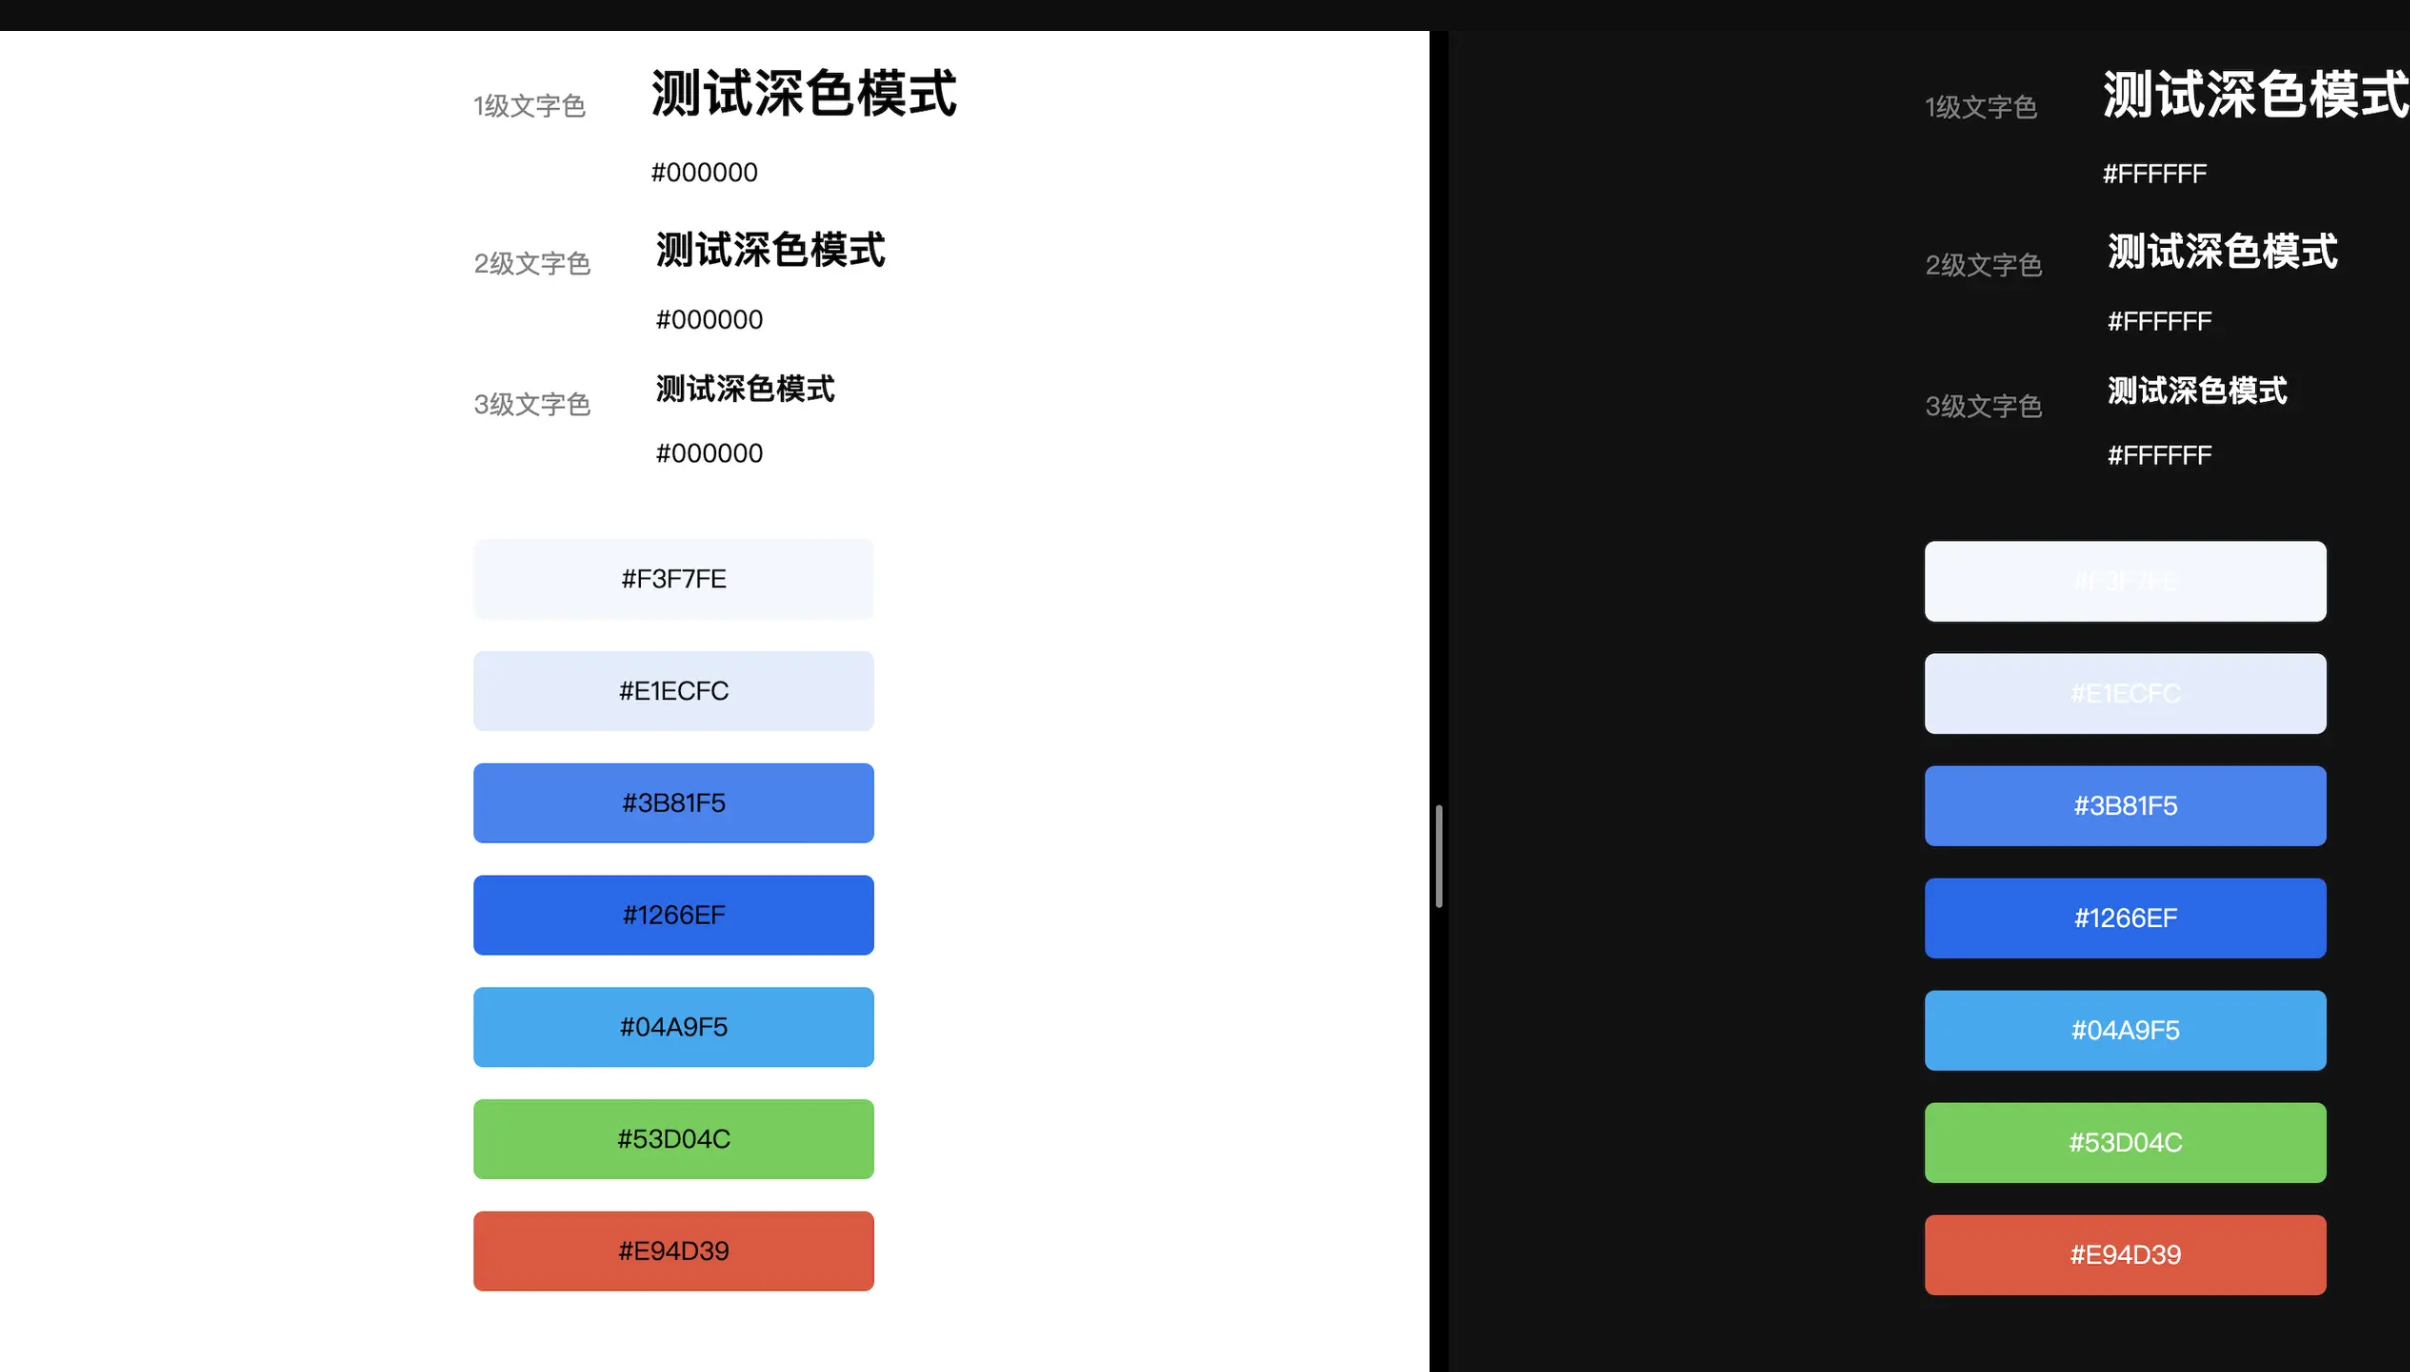 1级文字色 测试深色模式
#000000
2级文字色 测试深色模式
#000000
3级文字色 测试深色模式
#000000
#F3F7FE
#E1ECFC
#3B81F5
#1266EF
#04A9F5
#53D04C
#E94D39
1级文字色 测试深色模式
#FFFFFF
2级文字色 测试深色模式
#FFFFFF
3级文字色 测试深色模式
#FFFFFF
#F3F7FE
#E1ECFC
#3B81F5
#1266EF
#04A9F5
#53D04C
#E94D39